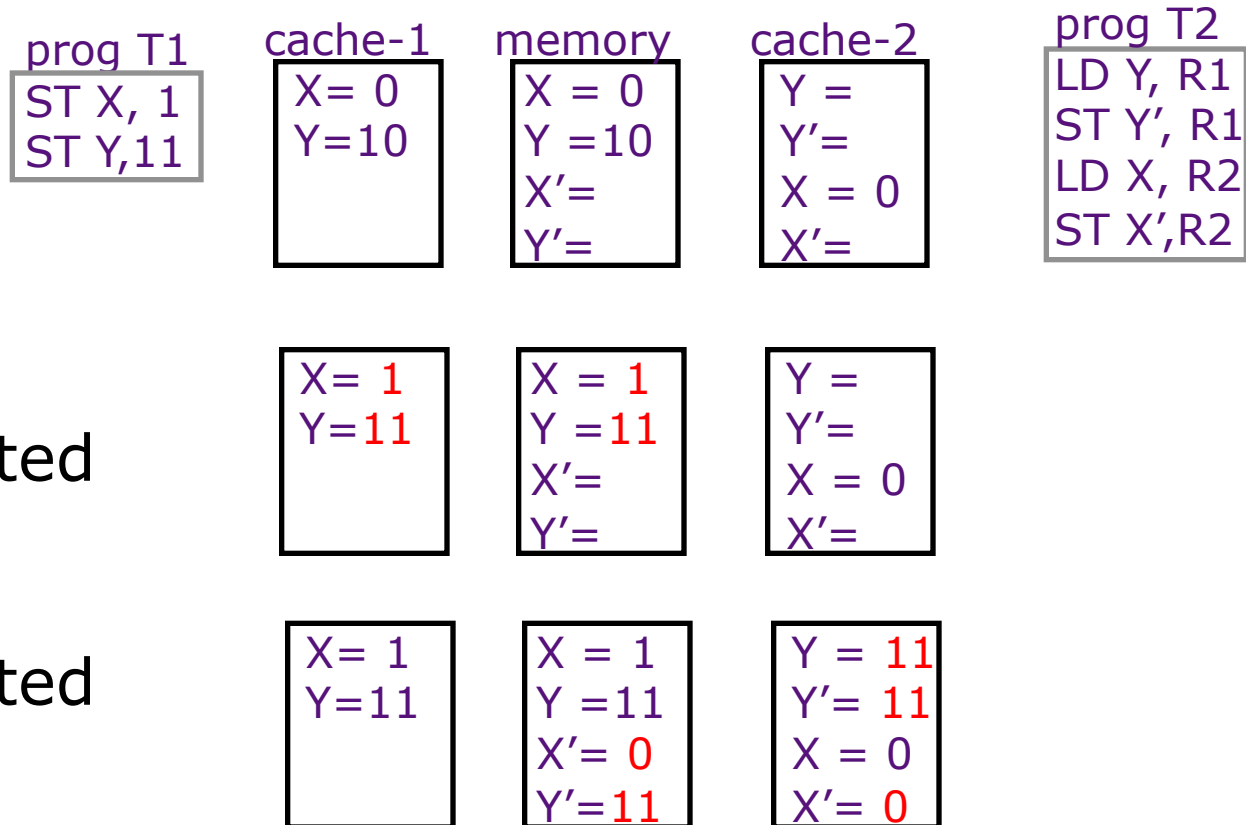 prog T1
ST X, 1
ST Y,11
cache-1
X= 0
Y=10
memory
X = 0
Y =10
X’=
Y’=
cache-2
Y =
Y’=
X = 0
X’=
prog T2
LD Y, R1
ST Y’, R1
LD X, R2
ST X’,R2
ted
X= 1
Y=11
X = 1
Y =11
X’=
Y’=
Y =
Y’=
X = 0
X’=
ted
X= 1
Y=11
X = 1
Y =11
X’= 0
Y’=11
Y = 11
Y’= 11
X = 0
X’= 0